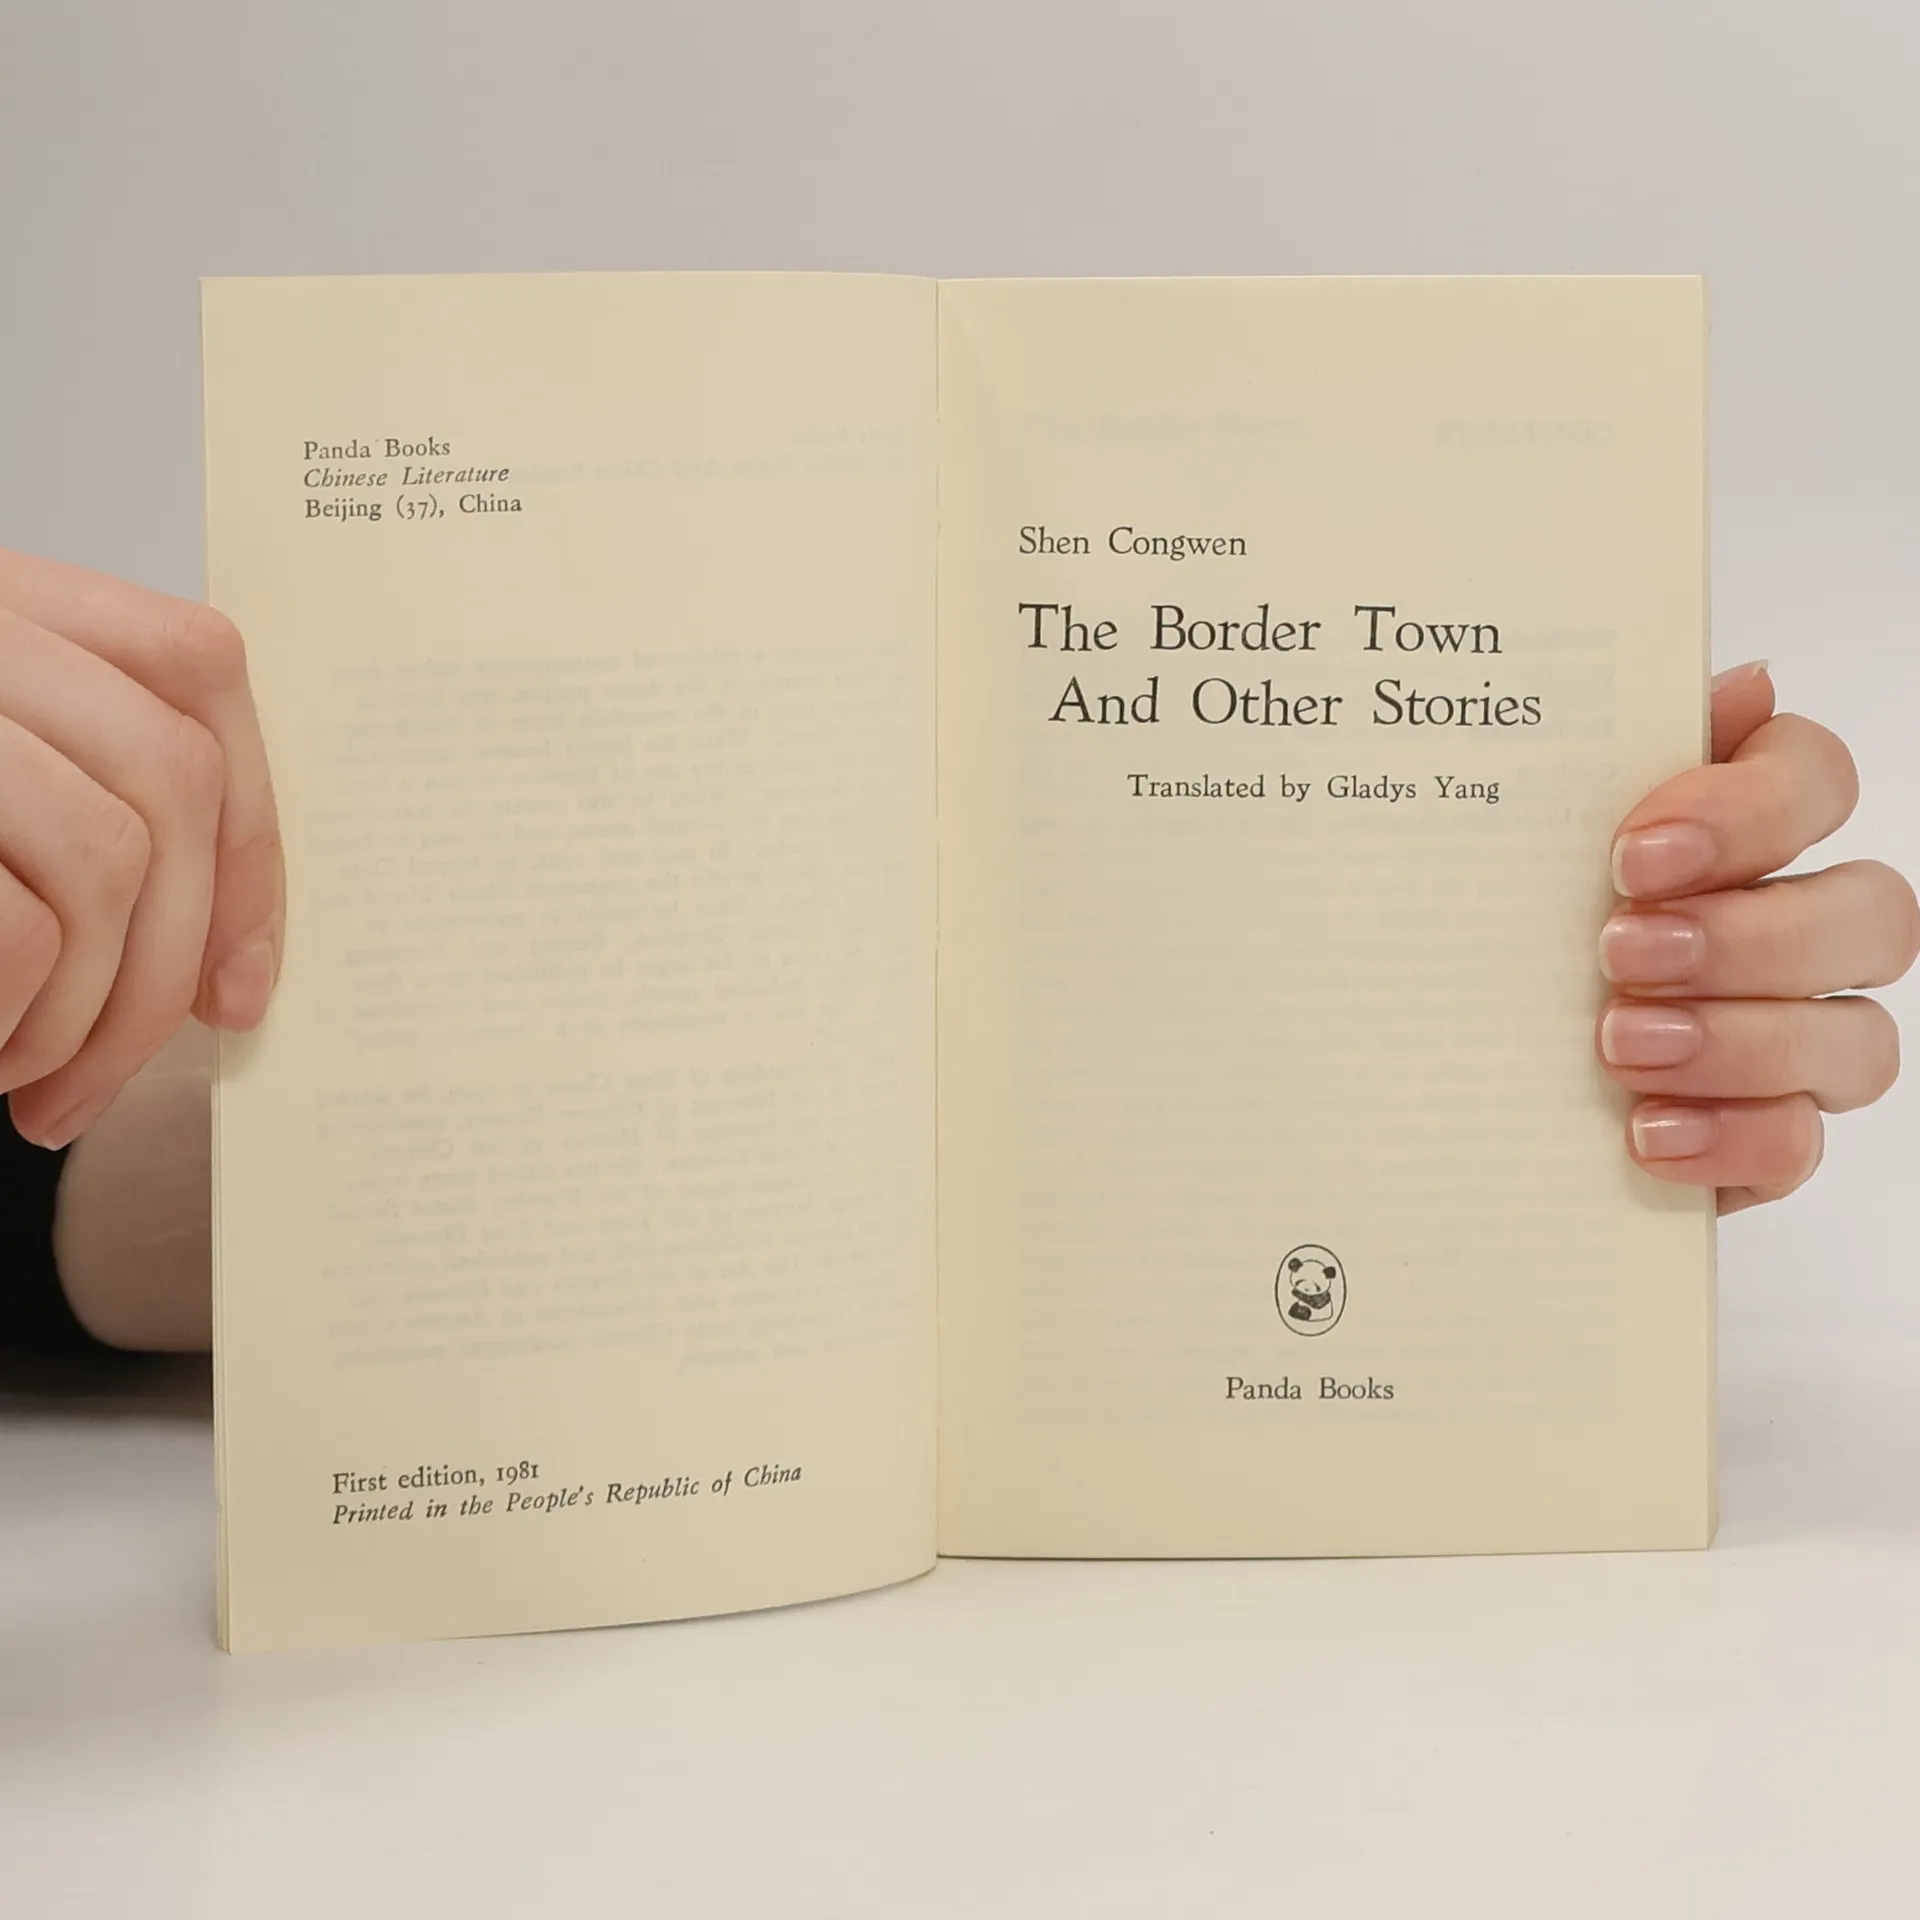 Panda Books
Chinese Literature
Beijing (37), China
First edition, 1981
Printed in the People's Republic of China
Shen Congwen
The Border Town
And Other Stories
Translated by Gladys Yang
Panda Books